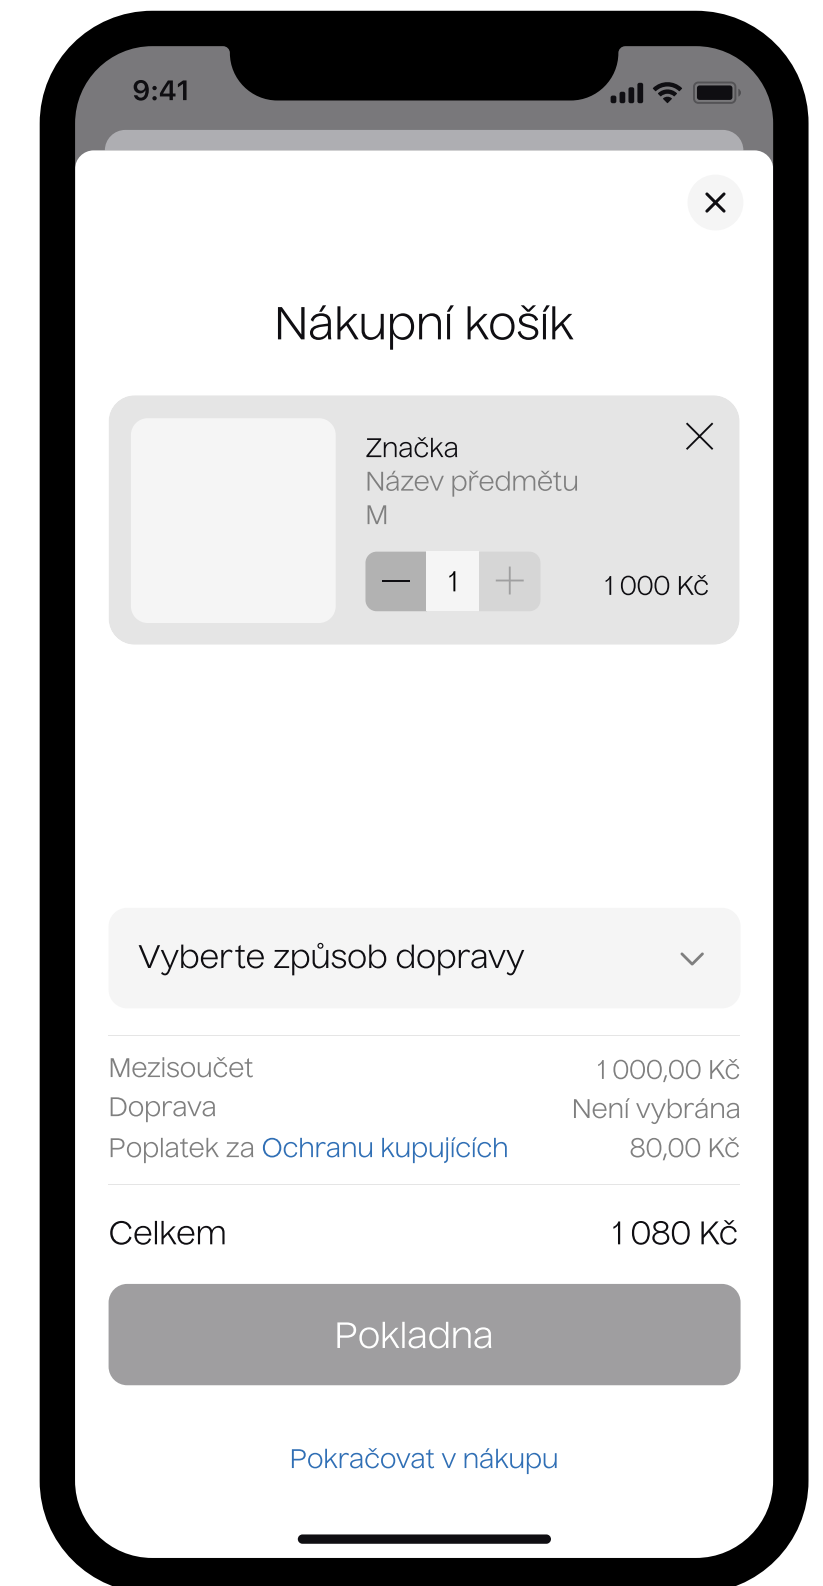 9:41
Nákupní košík
Značka
Název předmětu
M
1
1 000 Kč
Vyberte způsob dopravy
Mezisoučet 1 000,00 Kč
Doprava Není vybrána
Poplatek za Ochranu kupujících 80,00 Kč
Celkem 1 080 Kč
Pokladna
Pokračovat v nákupu